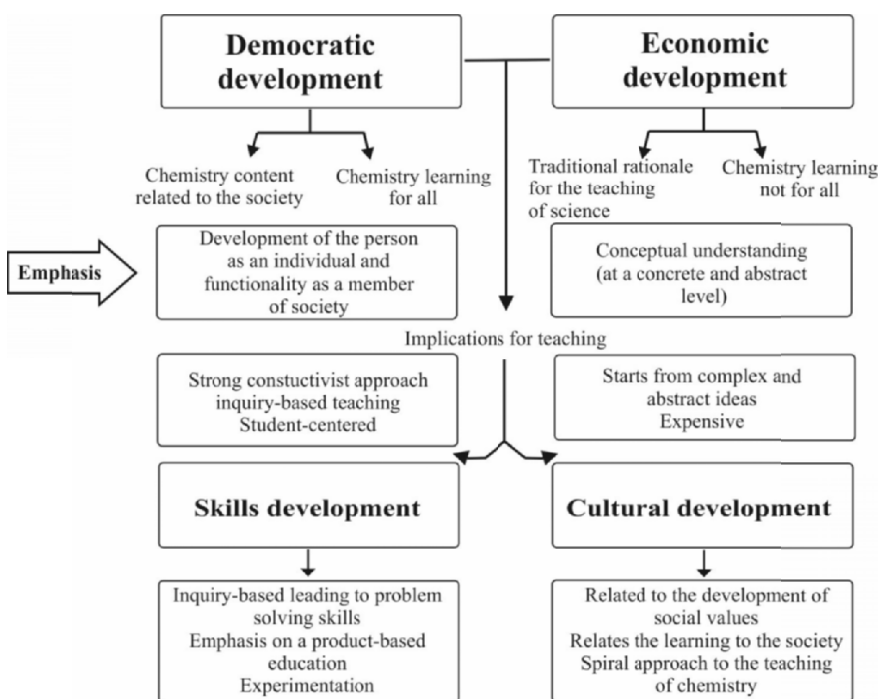 Democratic
development
Economic
development
Chemistry content
related to the society
Chemistry learning
for all
Traditional rationale
for the teaching
of science
Chemistry learning
not for all
Emphasis
Development of the person
as an individual and
functionality as a member
of society
Conceptual understanding
(at a concrete and abstract
level)
Implications for teaching
Strong constuctivist approach
inquiry-based teaching
Student-centered
Starts from complex and
abstract ideas
Expensive
Skills development
Cultural development
Inquiry-based leading to problem
solving skills
Emphasis on a product-based
education
Experimentation
Related to the development of
social values
Relates the learning to the society
Spiral approach to the teaching
of chemistry